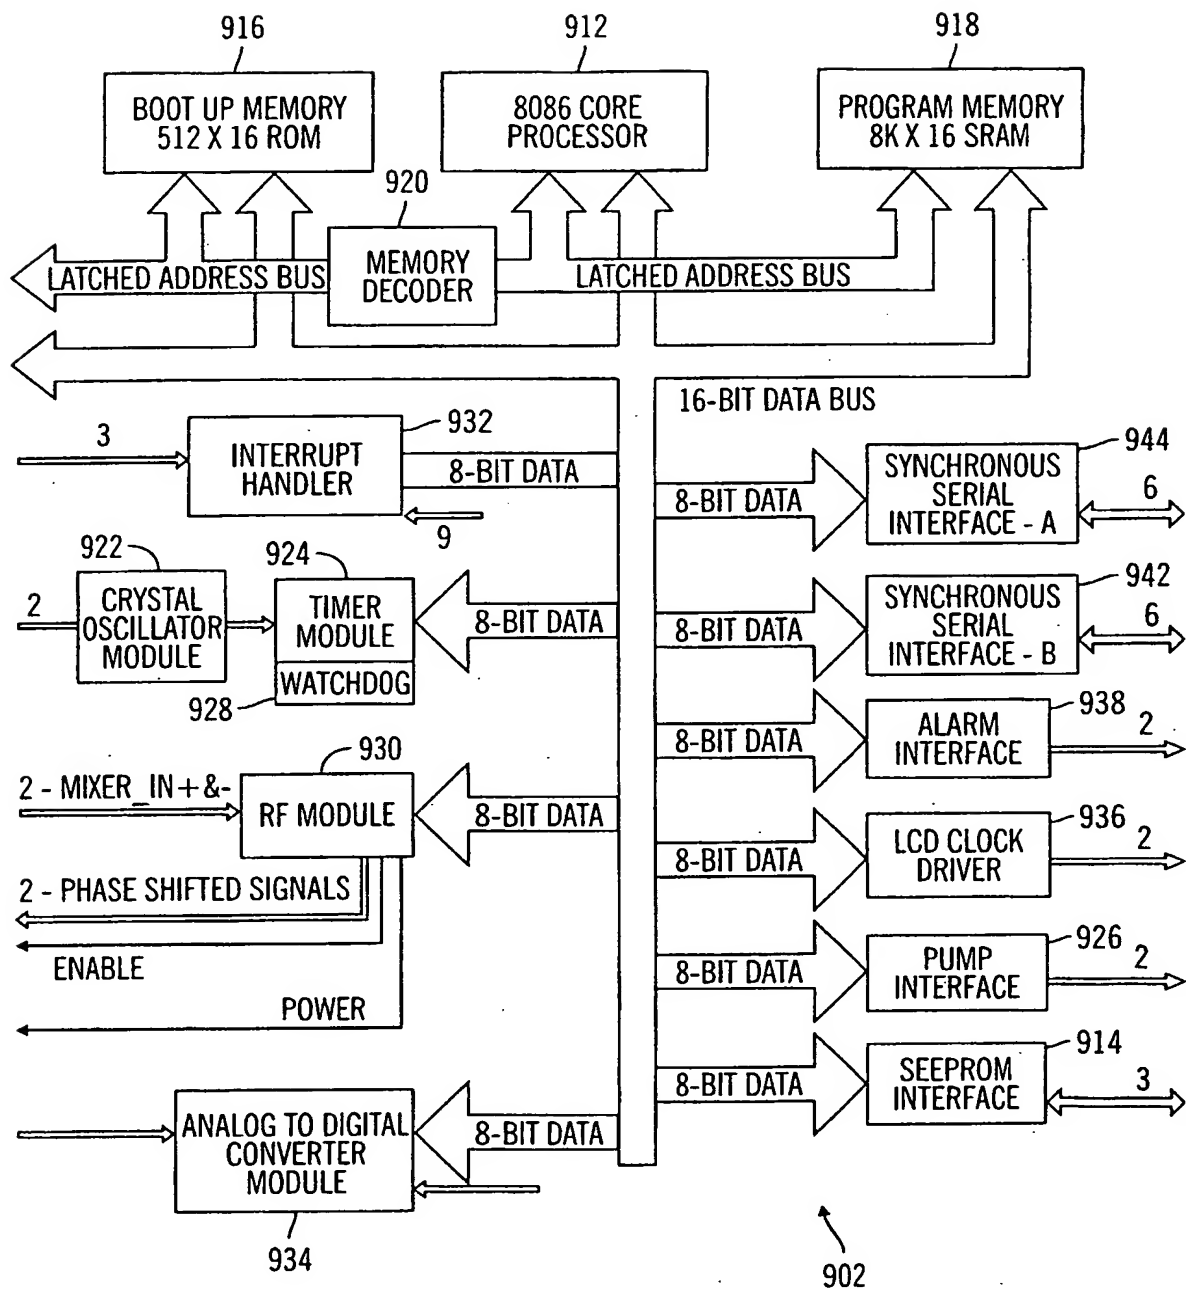 916
912
918
BOOT UP MEMORY
512 X 16 ROM
8086 CORE
PROCESSOR
PROGRAM MEMORY
8K X 16 SRAM
920
MEMORY
DECODER
LATCHED ADDRESS BUS
LATCHED ADDRESS BUS
16-BIT DATA BUS
932
3
INTERRUPT
HANDLER
8-BIT DATA
9
944
8-BIT DATA
SYNCHRONOUS
SERIAL
INTERFACE - A
6
922
924
2
CRYSTAL
OSCILLATOR
MODULE
TIMER
MODULE
WATCHDOG
928
8-BIT DATA
942
8-BIT DATA
SYNCHRONOUS
SERIAL
INTERFACE - B
6
938
8-BIT DATA
ALARM
INTERFACE
2
930
2 - MIXER_IN+&-
RF MODULE
8-BIT DATA
2 - PHASE SHIFTED SIGNALS
ENABLE
POWER
936
8-BIT DATA
LCD CLOCK
DRIVER
2
926
8-BIT DATA
PUMP
INTERFACE
2
914
8-BIT DATA
SEEPROM
INTERFACE
3
ANALOG TO DIGITAL
CONVERTER
MODULE
8-BIT DATA
934
902